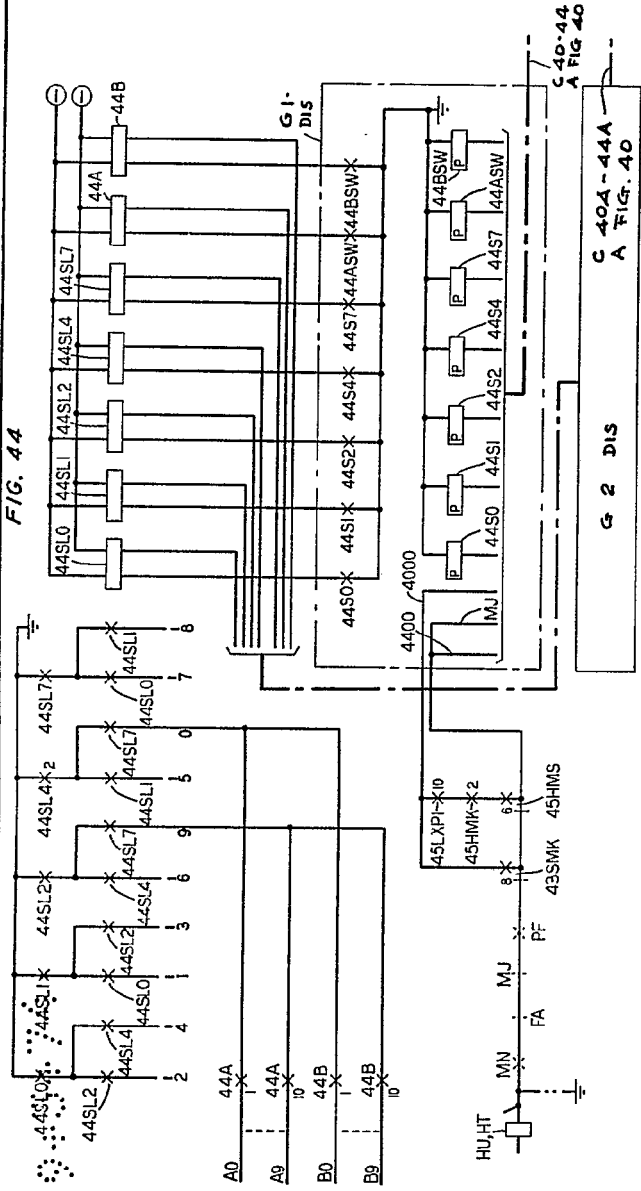 FIG. 44
44SL0
44SL1
44SL2
44SL4
44SL7
44A
44B
G1-
DIS
44S0
44S1
44S2
44S4
44S7
44ASW
44BSW
P
P
P
P
P
P
P
44S0
44S1
44S2
44S4
44S7
44ASW
44BSW
4400
4000
MJ
C 40-44
A FIG 40
G 2 DIS
C 40A-44A
A FIG. 40
44SL0
44SL1
44SL2
44SL4
2
44SL7
44SL2
44SL4
44SL0
44SL2
44SL4
44SL7
44SL1
44SL7
44SL0
44SL1
2
4
1
3
6
9
5
0
7
8
A0
A9
B0
B9
44A
1
44A
10
44B
1
44B
10
45LXP1
10
45HMK
2
6
45HMS
8
43SMK
HU,HT
MN
FA
MJ
PF